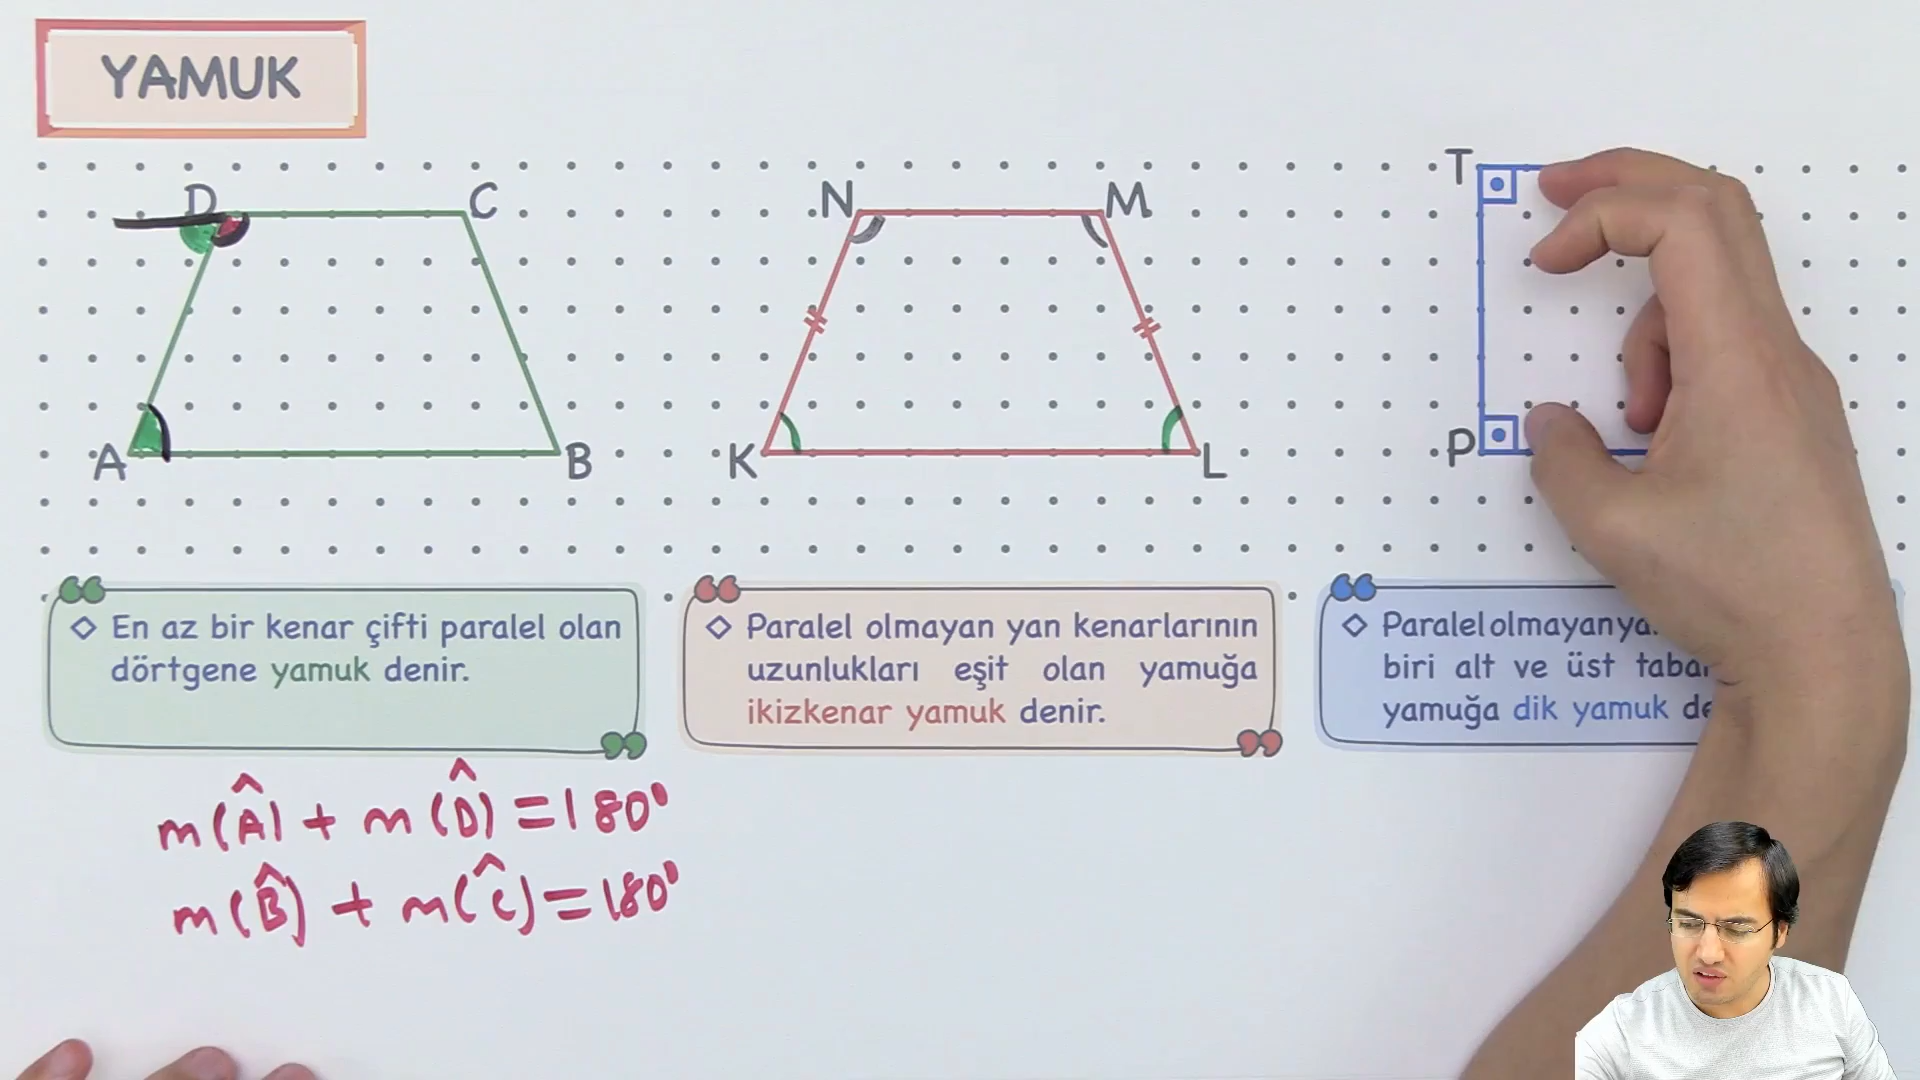 YAMUK
D
C
A
B
N
M
K
L
T
P
◇ En az bir kenar çifti paralel olan
dörtgene yamuk denir.
◇ Paralel olmayan yan kenarlarının
uzunlukları eşit olan yamuğa
ikizkenar yamuk denir.
◇ Paralel olmayan
biri alt ve üst
yamuğa dik yamuk
m(Â) + m(D̂) = 180°
m(B̂) + m(Ĉ) = 180°